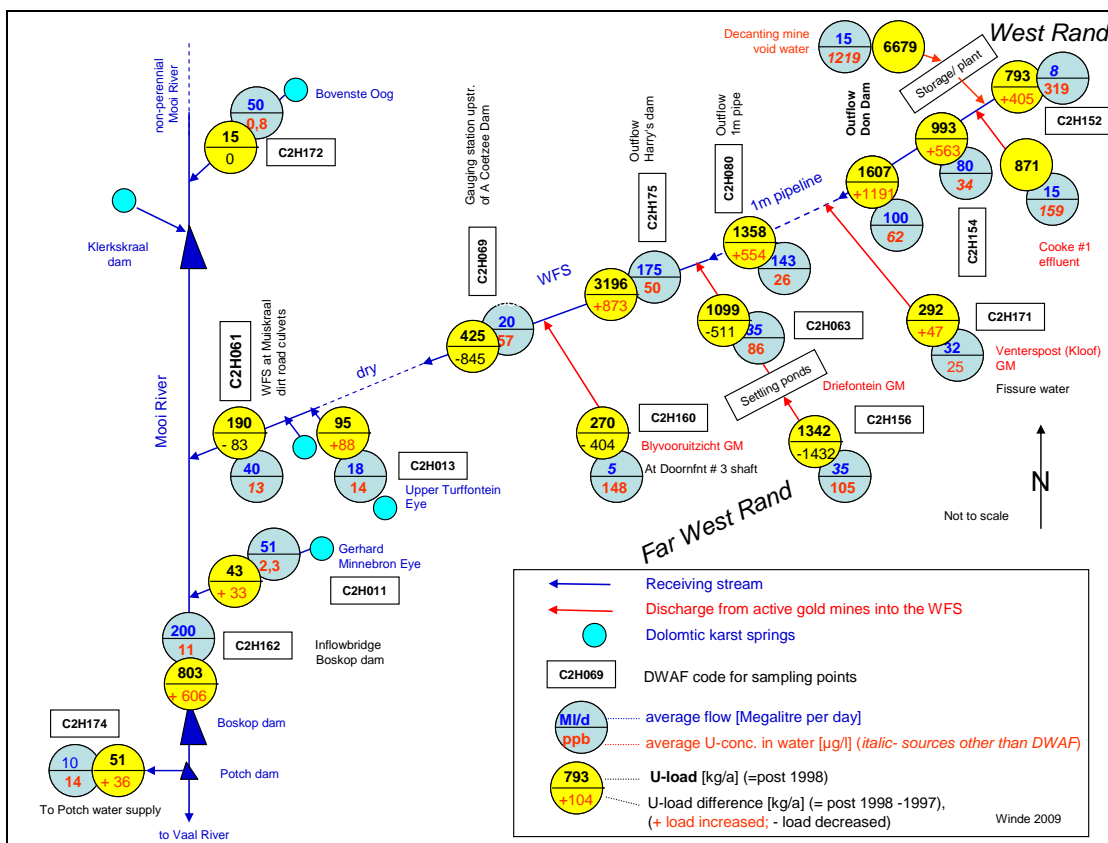 West Rand
Decanting mine
void water
15
1219
6679
Storage/ plant
793
+405
8
319
C2H152
non-perennial
Mooi River
50
0,8
Bovenste Oog
15
0
C2H172
Gauging station upstr.
of A Coetzee Dam
C2H069
Outflow
Harry's dam
C2H175
Outflow
1m pipe
C2H080
Outflow
Don Dam
993
+563
80
34
C2H154
871
15
159
Cooke #1
effluent
1607
+1191
100
62
1m pipeline
Klerkskraal
dam
1358
+554
143
26
175
50
3196
+873
WFS
20
57
425
-845
dry
1099
-511
35
86
C2H063
292
+47
32
25
C2H171
Venterspost (Kloof)
GM
Fissure water
C2H061
WFS at Muiskraal
dirt road culvets
Mooi River
Settling ponds
Driefontein GM
190
- 83
40
13
95
+88
18
14
C2H013
Upper Turffontein
Eye
270
- 404
5
148
C2H160
Blyvooruitzicht GM
At Doornfnt # 3 shaft
1342
-1432
35
105
C2H156
Far West Rand
N
Not to scale
51
2,3
Gerhard
Minnebron Eye
43
+ 33
C2H011
200
11
C2H162
Inflowbridge
Boskop dam
803
+ 606
C2H174
Boskop dam
10
14
51
+ 36
Potch dam
To Potch water supply
to Vaal River
Receiving stream
Discharge from active gold mines into the WFS
Dolomtic karst springs
C2H069
DWAF code for sampling points
Ml/d
ppb
average flow [Megalitre per day]
average U-conc. in water [µg/l] (italic- sources other than DWAF)
793
+104
U-load [kg/a] (=post 1998)
U-load difference [kg/a] (= post 1998 -1997),
(+ load increased; - load decreased)
Winde 2009